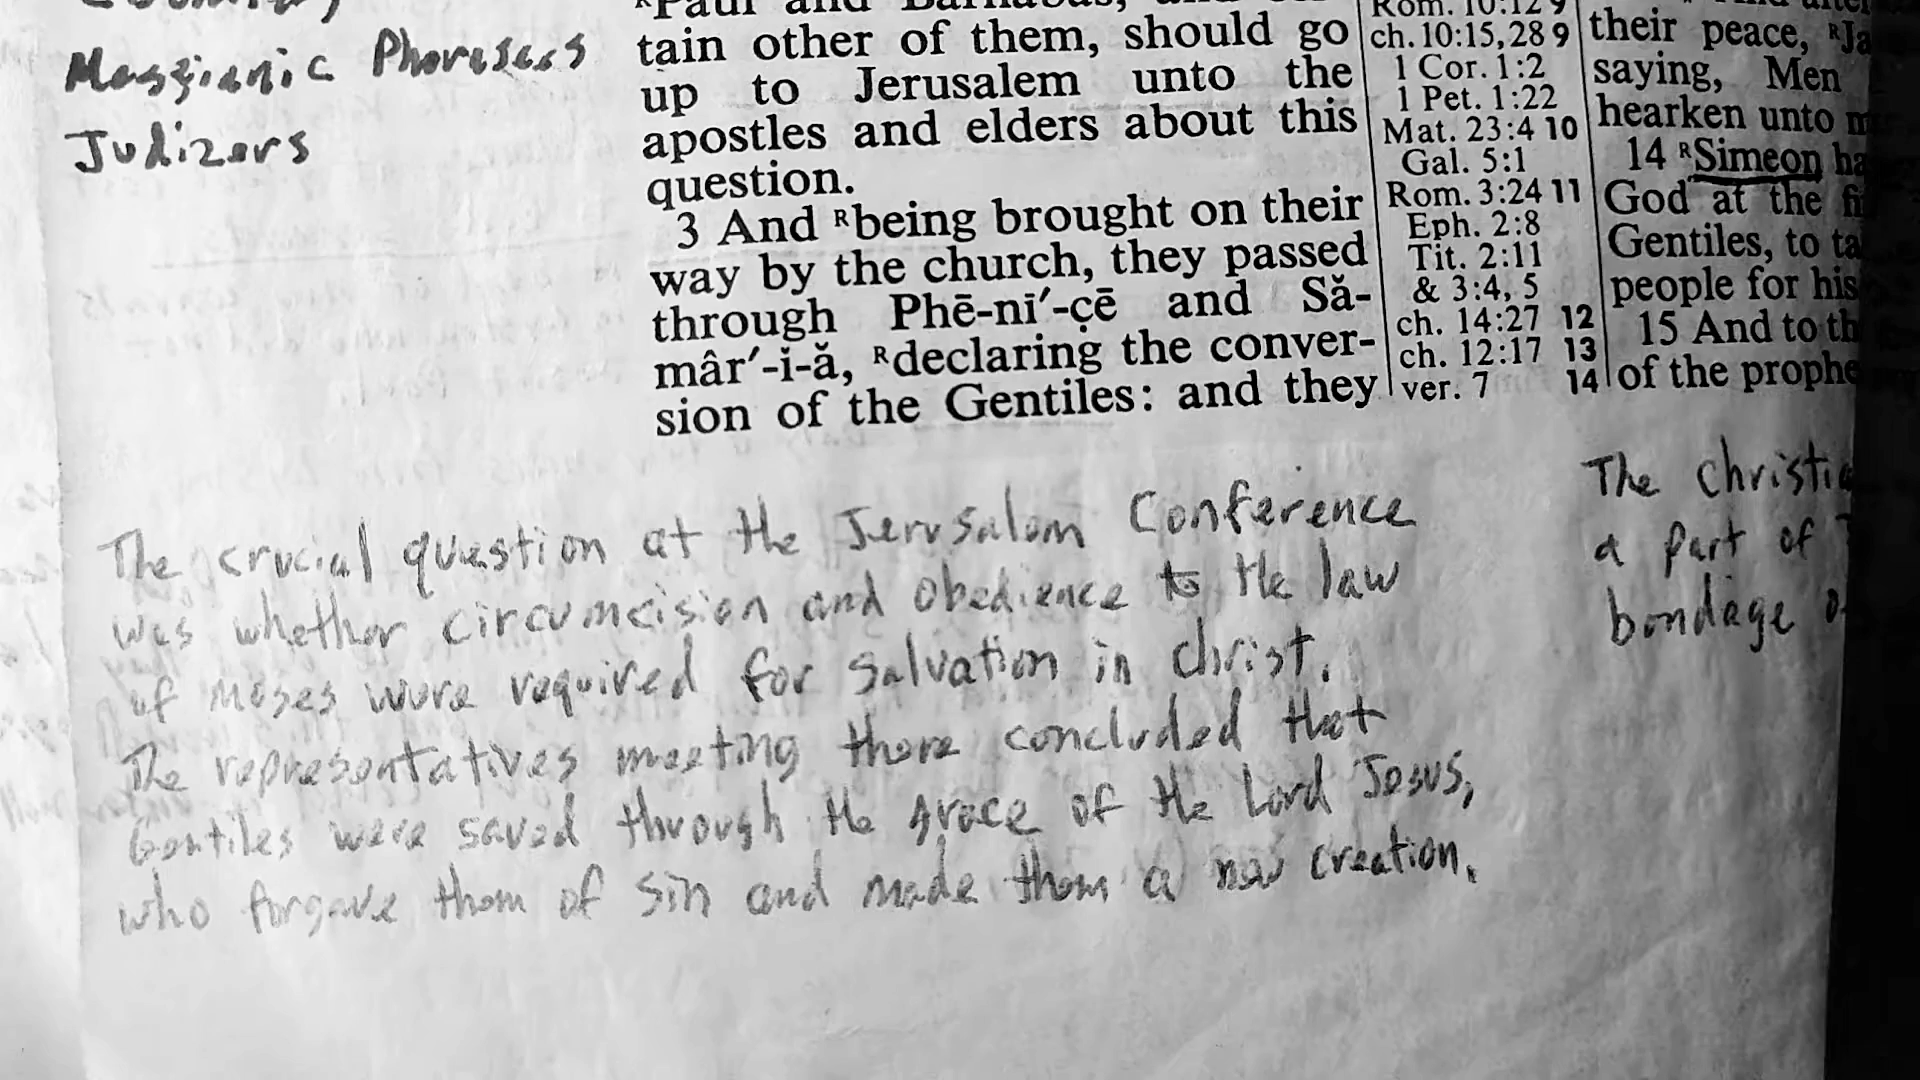 Messianic Pharisees
Judizers
Paul and Barnabas, and
tain other of them, should go
up to Jerusalem unto the
apostles and elders about this
question.
3 And ᴿbeing brought on their
way by the church, they passed
through Phē-nī′-çē and Să-
mâr′-ĭ-ă, ᴿdeclaring the conver-
sion of the Gentiles: and they
Rom. 10:12 9
ch. 10:15,28 9
1 Cor. 1:2
1 Pet. 1:22
Mat. 23:4 10
Gal. 5:1
Rom. 3:24 11
Eph. 2:8
Tit. 2:11
& 3:4, 5
ch. 14:27 12
ch. 12:17 13
ver. 7 14
their peace, ᴿJa
saying, Men
hearken unto m
14 ᴿSimeon ha
God at the fi
Gentiles, to ta
people for his
15 And to th
of the prophe
The crucial question at the Jerusalem Conference
was whether circumcision and obedience to the law
of Moses were required for salvation in christ.
The representatives meeting there concluded that
Gentiles were saved through the grace of the Lord Jesus,
who forgave them of sin and made them a new creation.
The christia
a part of
bondage o